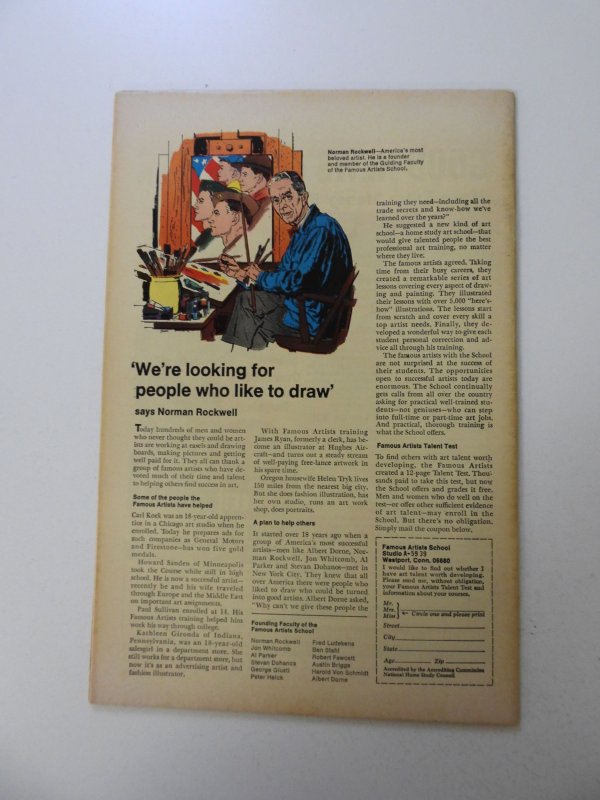 Norman Rockwell—America's most
beloved artist. He is a founder
and member of the Guiding Faculty
of the Famous Artists School.
'We're looking for
people who like to draw'
says Norman Rockwell
Today hundreds of men and women
who never thought they could be art-
ists are working at easels and drawing
boards, making pictures and getting
well paid for it. They all can thank a
group of famous artists who have de-
voted much of their time and talent
to helping others find success in art.
Some of the people the
Famous Artists have helped
Carl Kock was an 18-year-old appren-
tice in a Chicago art studio when he
enrolled. Today he prepares ads for
such companies as General Motors
and Firestone—has won five gold
medals.
Howard Sanden of Minneapolis
took the Course while still in high
school. He is now a successful artist—
recently he and his wife traveled
through Europe and the Middle East
on important art assignments.
Paul Sullivan enrolled at 14. His
Famous Artists training helped him
work his way through college.
Kathleen Gironda of Indiana,
Pennsylvania, was an 18-year-old
salesgirl in a department store. She
still works for a department store, but
now it's as an advertising artist and
fashion illustrator.
With Famous Artists training
James Ryan, formerly a clerk, has be-
come an illustrator at Hughes Air-
craft—and turns out a steady stream
of well-paying free-lance artwork in
his spare time.
Oregon housewife Helen Tryk lives
150 miles from the nearest big city.
But she does fashion illustration, has
her own studio, runs an art work
shop, does portraits.
A plan to help others
It started over 18 years ago when a
group of America's most successful
artists—men like Albert Dorne, Nor-
man Rockwell, Jon Whitcomb, Al
Parker and Stevan Dohanos—met in
New York City. They knew that all
over America there were people who
liked to draw who could be turned
into good artists. Albert Dorne asked,
"Why can't we give these people the
Founding Faculty of the
Famous Artists School
Norman Rockwell
Jon Whitcomb
Al Parker
Stevan Dohanos
George Giusti
Peter Helck
Fred Ludekens
Ben Stahl
Robert Fawcett
Austin Briggs
Harold Von Schmidt
Albert Dorne
training they need—including all the
trade secrets and know-how we've
learned over the years?"
He suggested a new kind of art
school—a home study art school—that
would give talented people the best
professional art training, no matter
where they live.
The famous artists agreed. Taking
time from their busy careers, they
created a remarkable series of art
lessons covering every aspect of draw-
ing and painting. They illustrated
their lessons with over 5,000 "here's-
how" illustrations. The lessons start
from scratch and cover every skill a
top artist needs. Finally, they de-
veloped a wonderful way to give each
student personal correction and ad-
vice all through his training.
The famous artists with the School
are not surprised at the success of
their students. The opportunities
open to successful artists today are
enormous. The School continually
gets calls from all over the country
asking for practical well-trained stu-
dents—not geniuses—who can step
into full-time or part-time art jobs.
And practical, thorough training is
what the School offers.
Famous Artists Talent Test
To find others with art talent worth
developing, the Famous Artists
created a 12-page Talent Test. Thou-
sands paid to take this test, but now
the School offers and grades it free.
Men and women who do well on the
test—or offer other sufficient evidence
of art talent—may enroll in the
School. But there's no obligation.
Simply mail the coupon below.
Famous Artists School
Studio A-5939
Westport, Conn. 06880
I would like to find out whether I
have art talent worth developing.
Please send me, without obligation,
your Famous Artists Talent Test and
information about your courses.
Mr.
Mrs. ← Circle one and please print
Miss
Street
City
State
Age Zip
Accredited by the Accrediting Commission
National Home Study Council